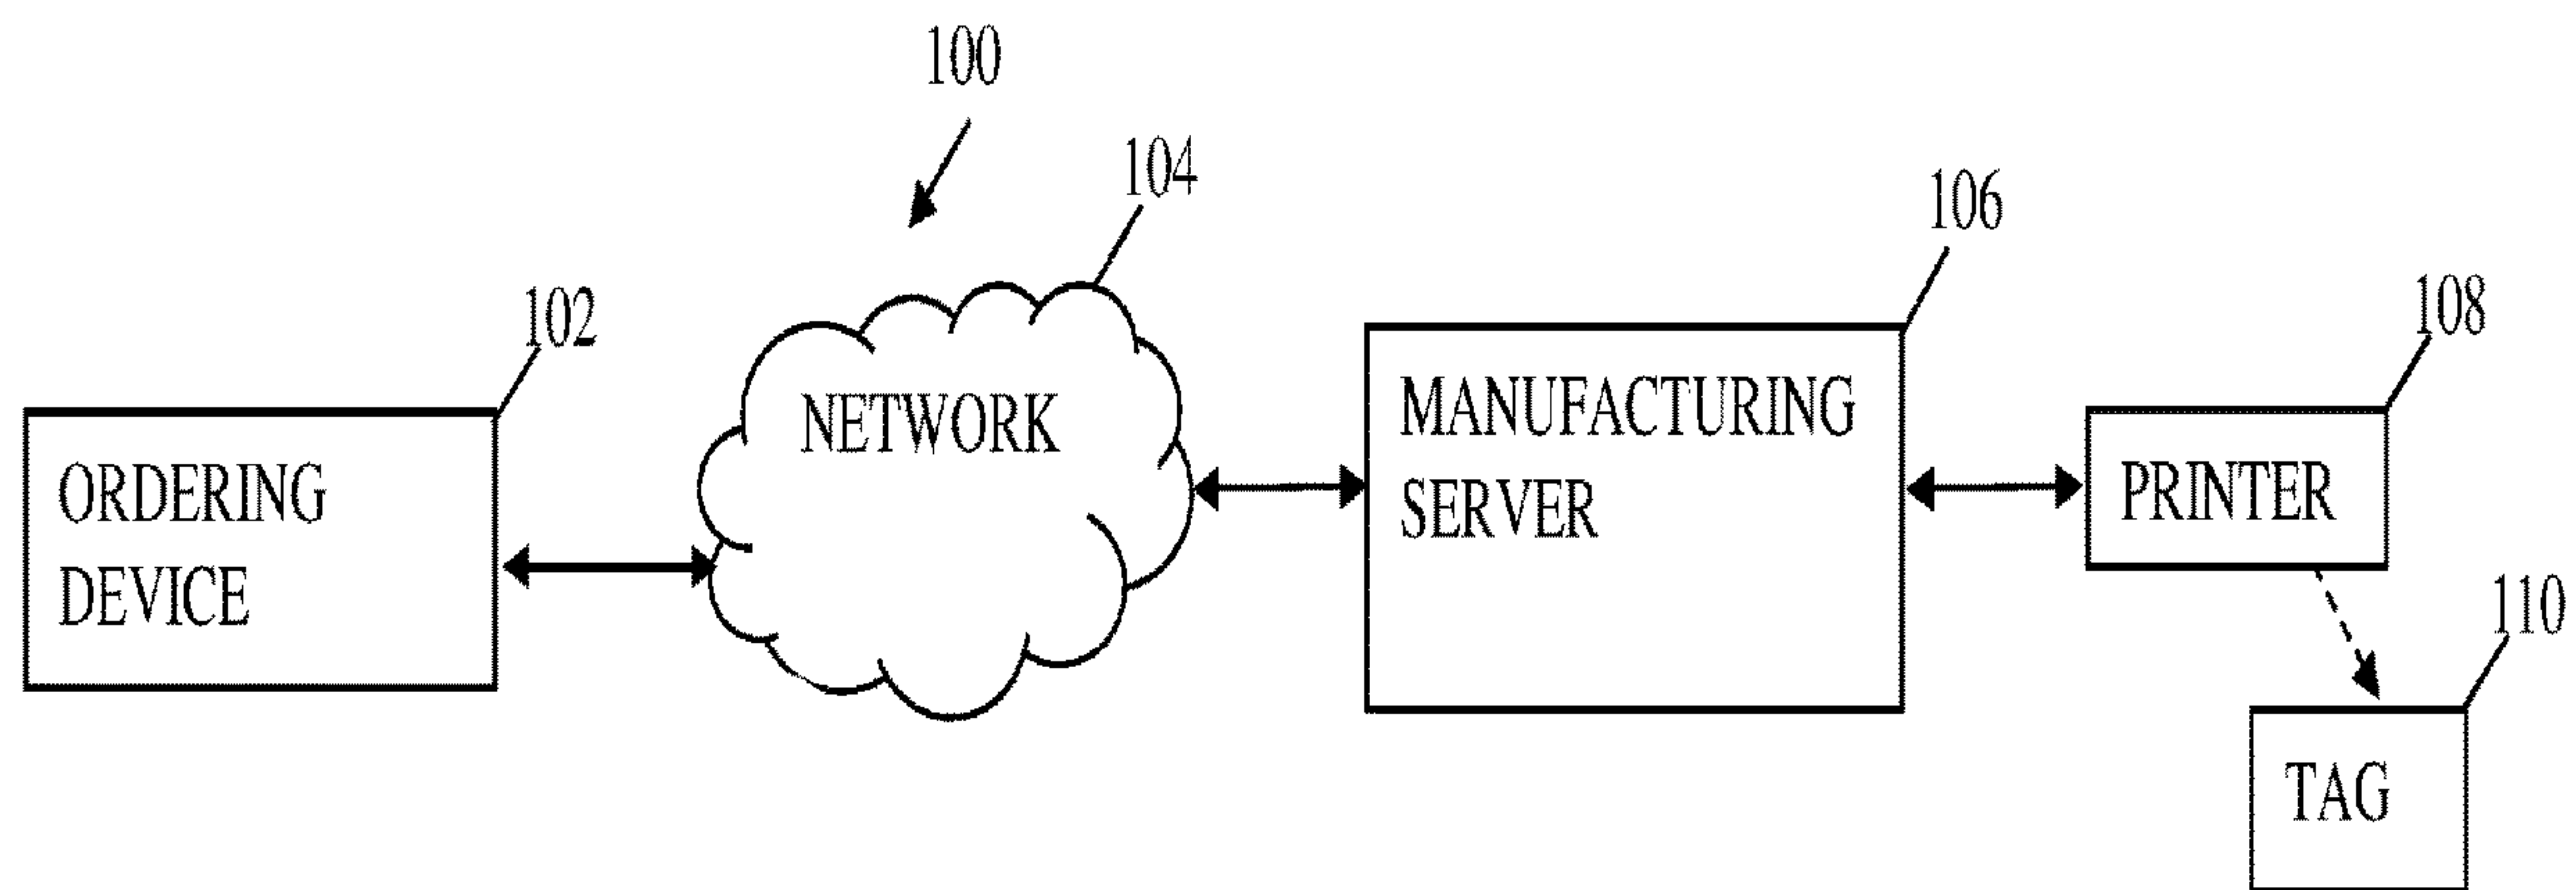 100
104
106
102
108
NETWORK
MANUFACTURING
SERVER
ORDERING
DEVICE
PRINTER
110
TAG